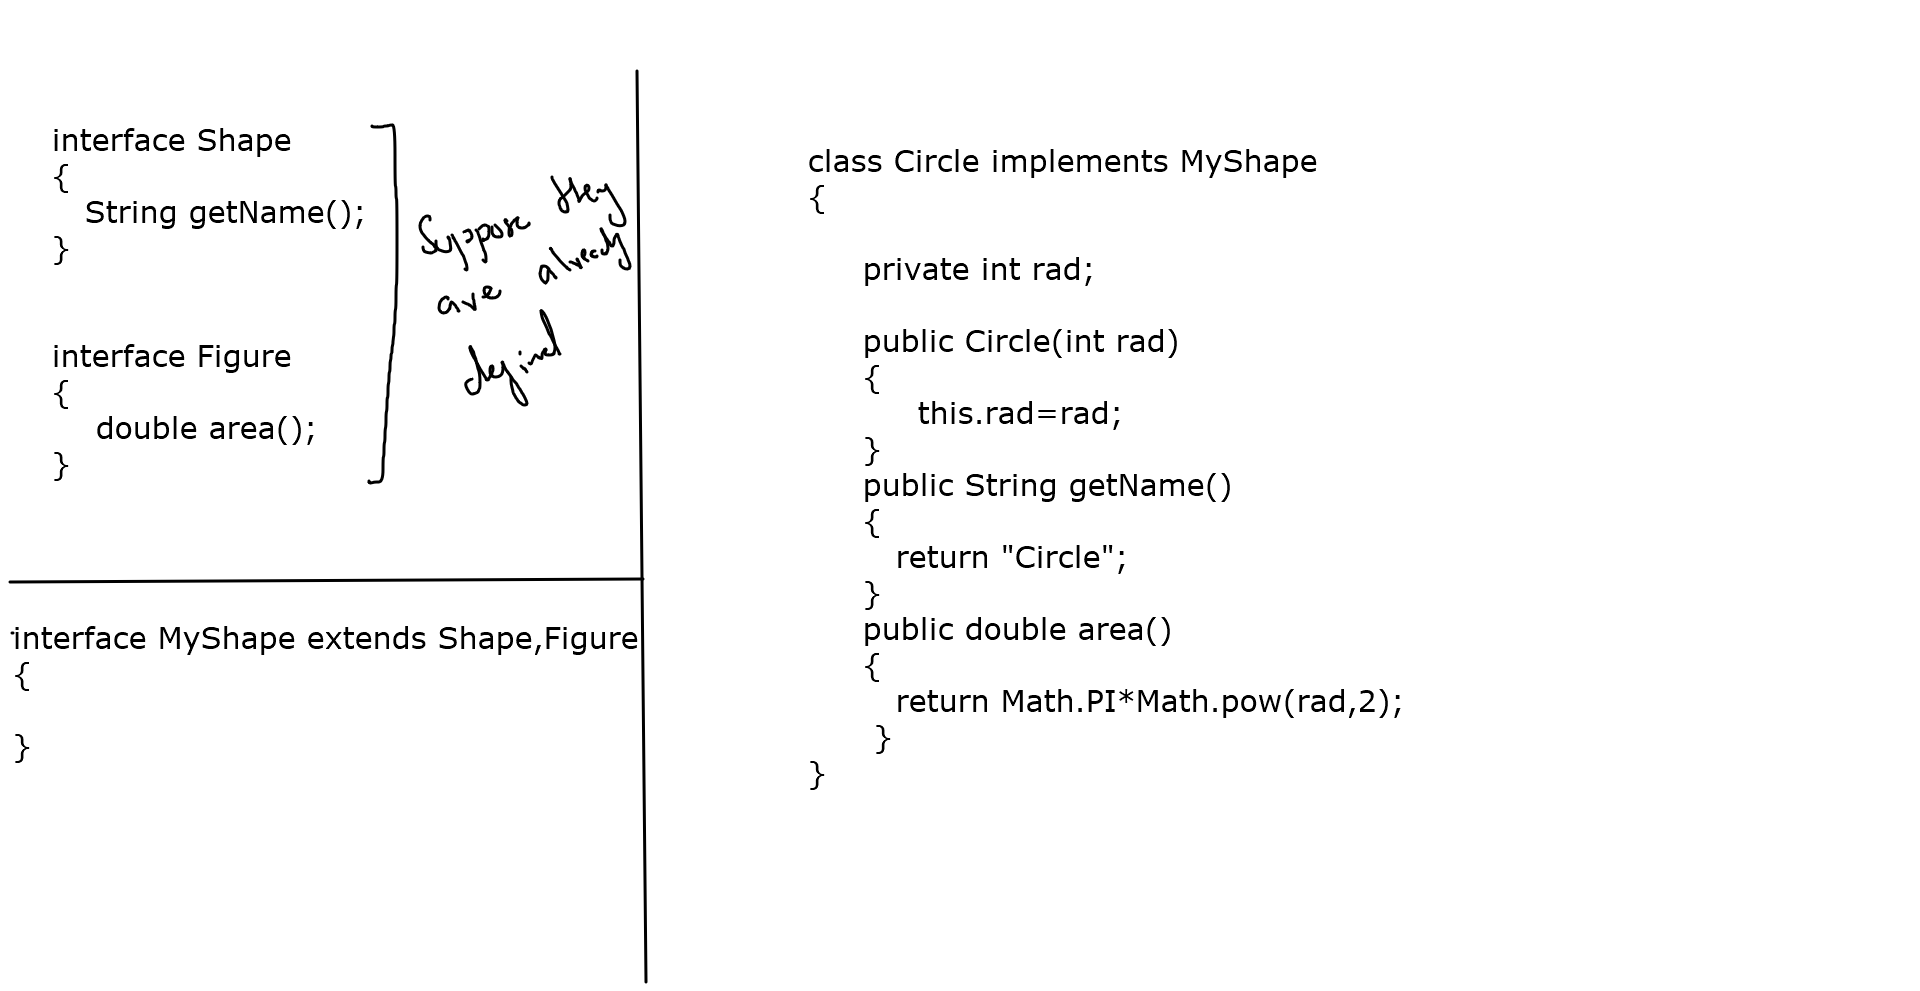 interface Shape
{
String getName();
}
interface Figure
{
double area();
}
Suppose they
are already
defined
interface MyShape extends Shape,Figure
{
}
class Circle implements MyShape
{
private int rad;
public Circle(int rad)
{
this.rad=rad;
}
public String getName()
{
return "Circle";
}
public double area()
{
return Math.PI*Math.pow(rad,2);
}
}